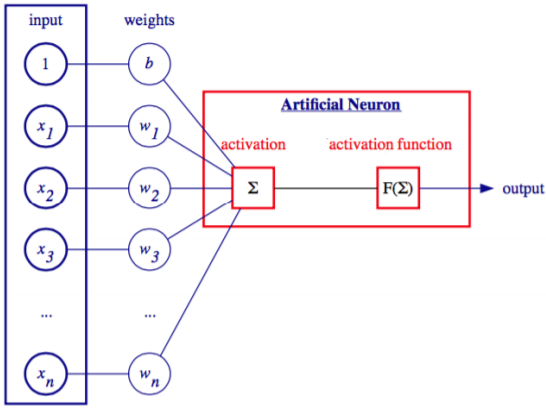 input weights
1 b
Artificial Neuron
x1 w1
activation activation function
x2 w2 Σ F(Σ) output
x3 w3
... ...
xn wn